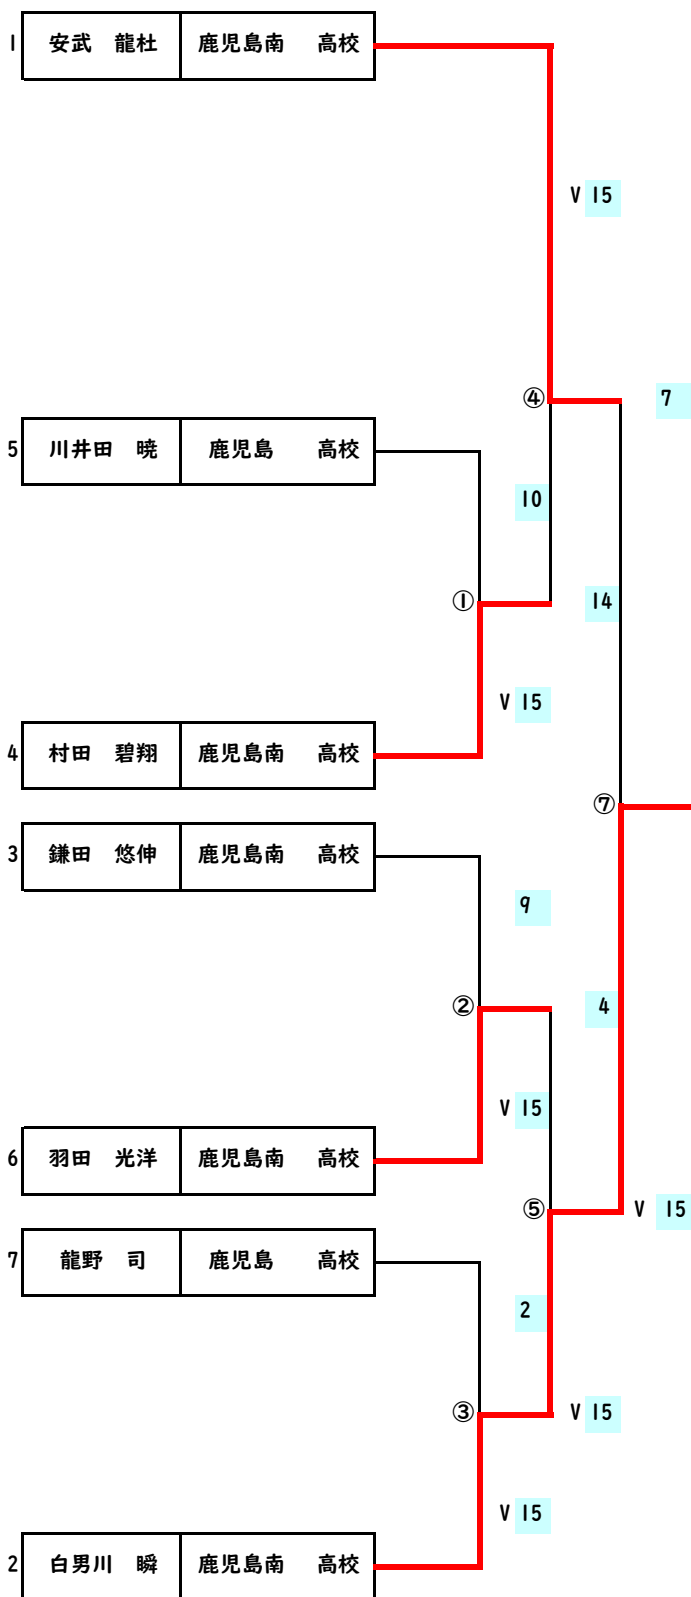 1 安武 龍杜 鹿児島南 高校
V 15
④ 7
5 川井田 暁 鹿児島 高校
10
① 14
V 15
4 村田 碧翔 鹿児島南 高校
⑦
3 鎌田 悠伸 鹿児島南 高校
9
② 4
V 15
6 羽田 光洋 鹿児島南 高校
⑤ V 15
7 龍野 司 鹿児島 高校
2
③ V 15
V 15
2 白男川 瞬 鹿児島南 高校